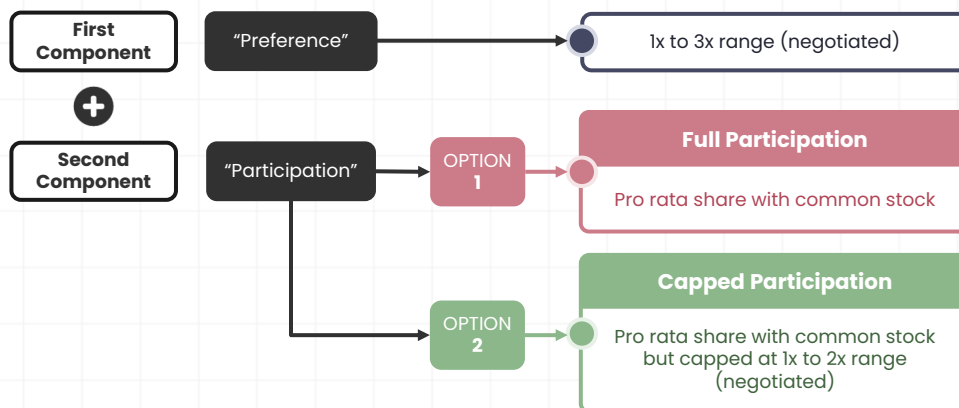 First
Component
“Preference”
1x to 3x range (negotiated)
Second
Component
“Participation”
OPTION
1
Full Participation
Pro rata share with common stock
OPTION
2
Capped Participation
Pro rata share with common stock
but capped at 1x to 2x range
(negotiated)